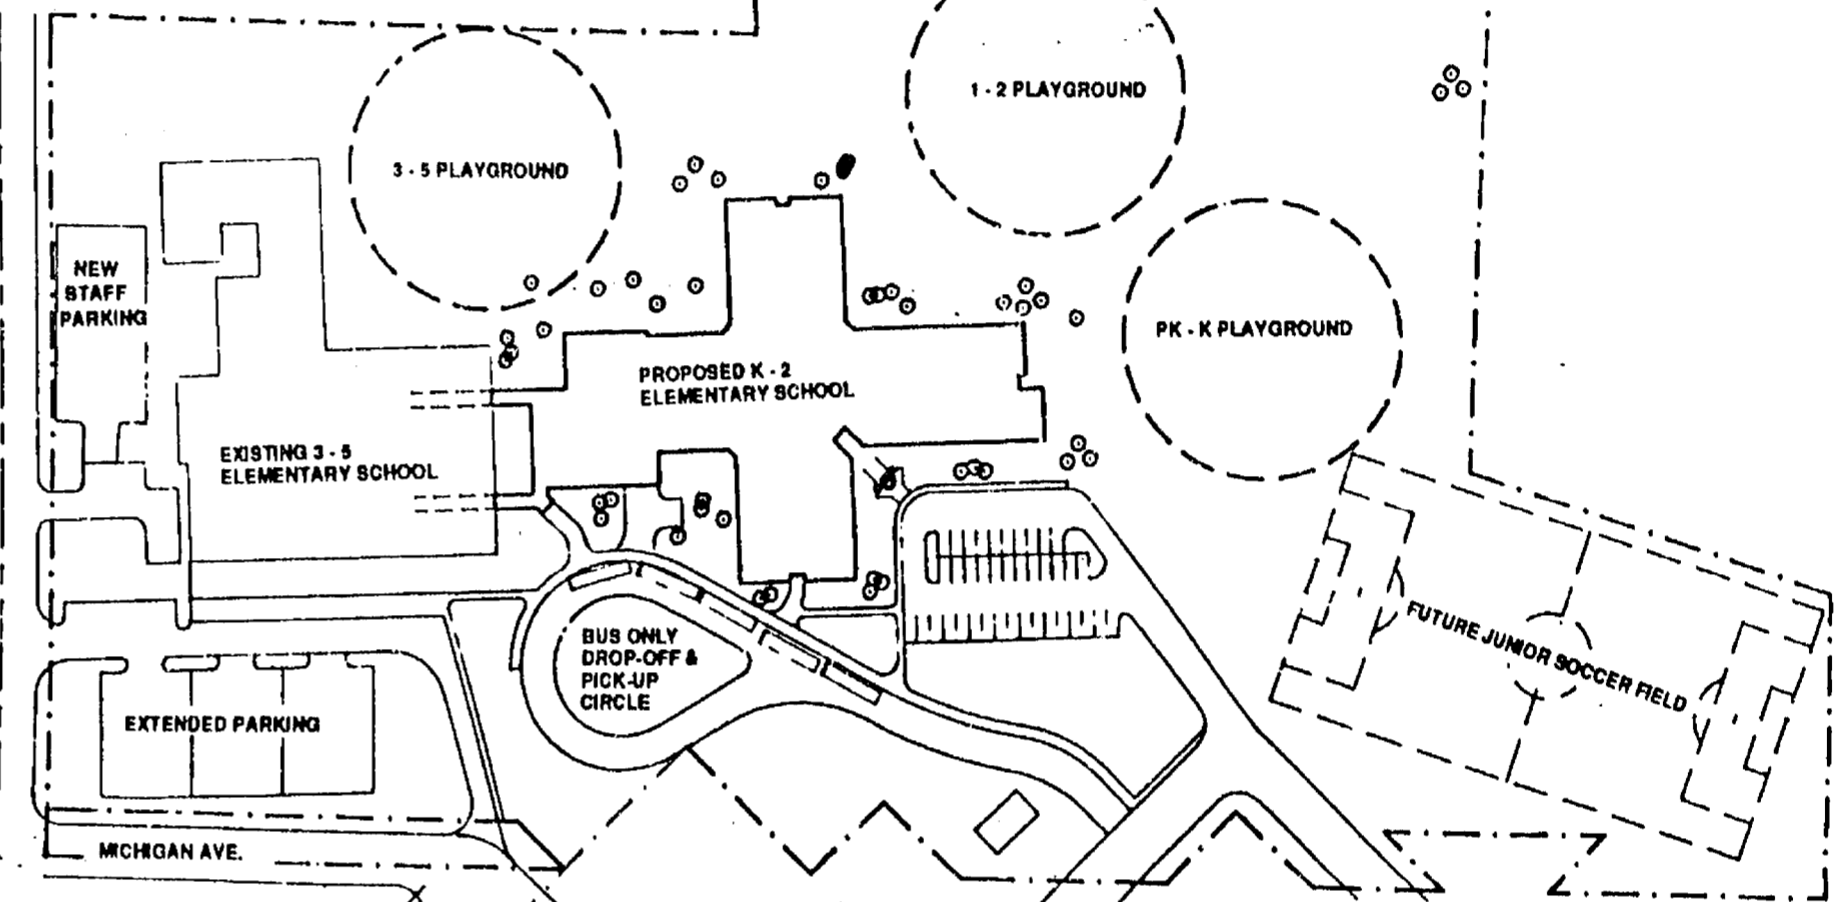 1 - 2 PLAYGROUND
3 - 5 PLAYGROUND
NEW
STAFF
PARKING
PK - K PLAYGROUND
PROPOSED K - 2
ELEMENTARY SCHOOL
EXISTING 3 - 5
ELEMENTARY SCHOOL
BUS ONLY
DROP-OFF &
PICK-UP
CIRCLE
FUTURE JUNIOR SOCCER FIELD
EXTENDED PARKING
MICHIGAN AVE.